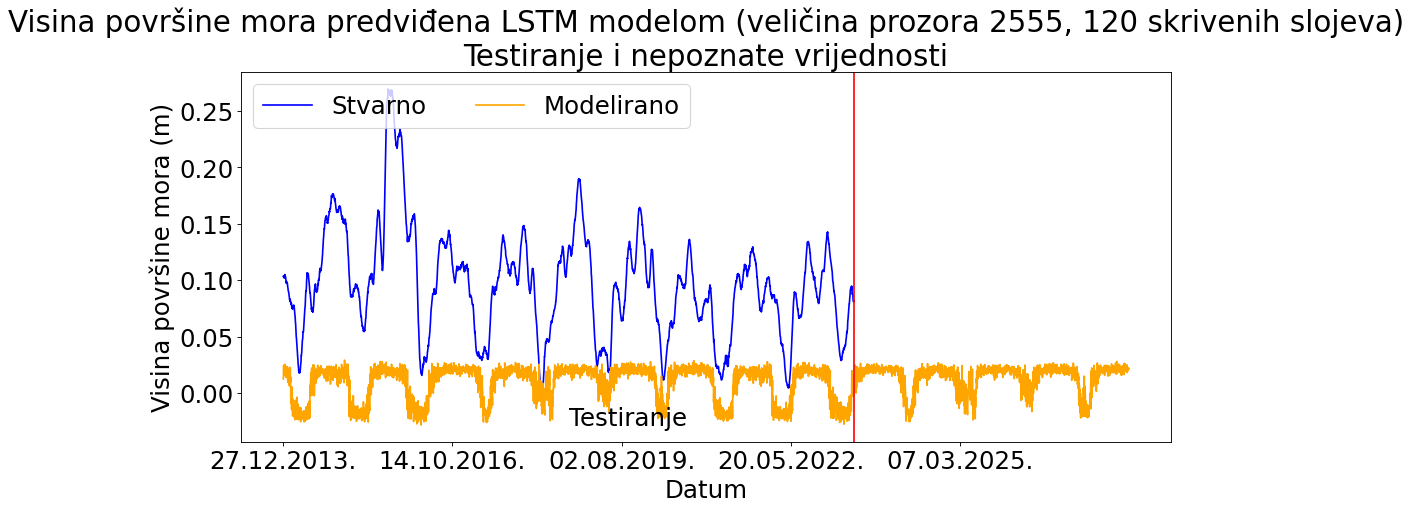 Visina površine mora predviđena LSTM modelom (veličina prozora 2555, 120 skrivenih slojeva)
Testiranje i nepoznate vrijednosti
Stvarno Modelirano
Visina površine mora (m)
0.25
0.20
0.15
0.10
0.05
0.00
Testiranje
27.12.2013. 14.10.2016. 02.08.2019. 20.05.2022. 07.03.2025.
Datum